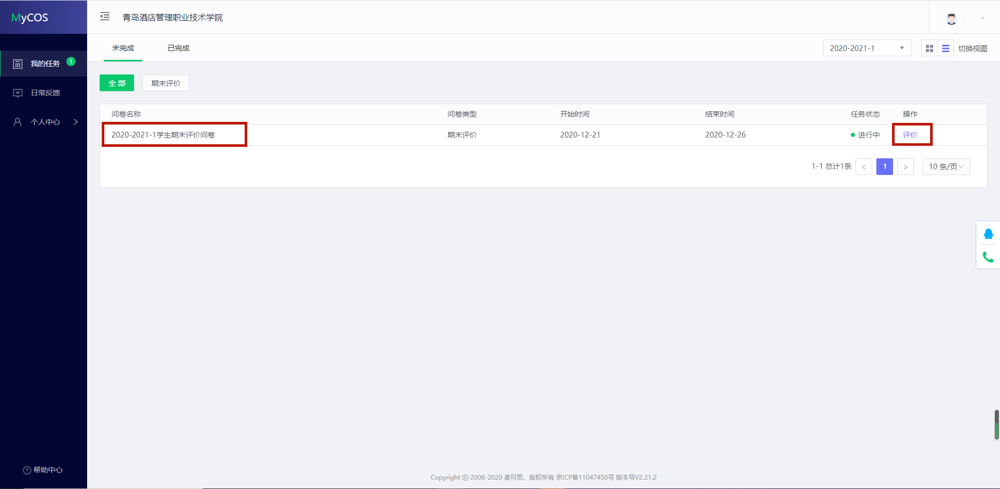 MyCOS
青岛酒店管理职业技术学院
未完成 已完成
2020-2021-1 切换视图
我的任务 1
日常反馈
个人中心
全 部 期末评价
问卷名称 问卷类型 开始时间 结束时间 任务状态 操作
2020-2021-1学生期末评价问卷 期末评价 2020-12-21 2020-12-26 进行中 评价
1-1 总计1条 < 1 > 10 条/页
? 帮助中心
Copyright ⓒ 2006-2020 麦可思，版权所有 京ICP备11047450号 版本号V2.21.2